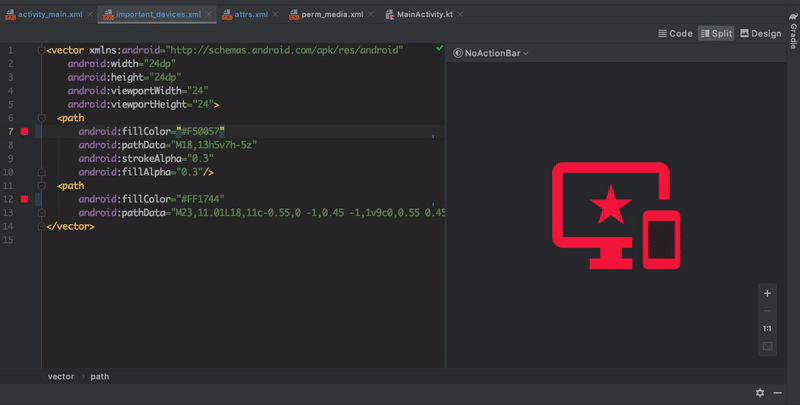 activity_main.xml
important_devices.xml
attrs.xml
perm_media.xml
MainActivity.kt
Gradle
Code
Split
Design
NoActionBar
1 <vector xmlns:android="http://schemas.android.com/apk/res/android"
2 android:width="24dp"
3 android:height="24dp"
4 android:viewportWidth="24"
5 android:viewportHeight="24">
6 <path
7 android:fillColor="#F50057"
8 android:pathData="M18,13h5v7h-5z"
9 android:strokeAlpha="0.3"
10 android:fillAlpha="0.3"/>
11 <path
12 android:fillColor="#FF1744"
13 android:pathData="M23,11.01L18,11c-0.55,0 -1,0.45 -1,1v9c0,0.55 0.45
14 </vector>
15
1:1
vector › path